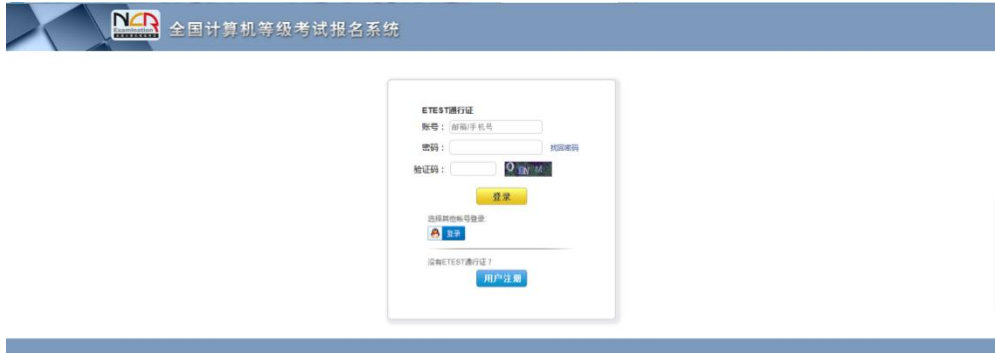 NCR
Examination
全国计算机等级考试报名系统
ETEST通行证
账号： 邮箱/手机号
密码： 找回密码
验证码：
登录
选择其他帐号登录:
登录
没有ETEST通行证？
用户注册